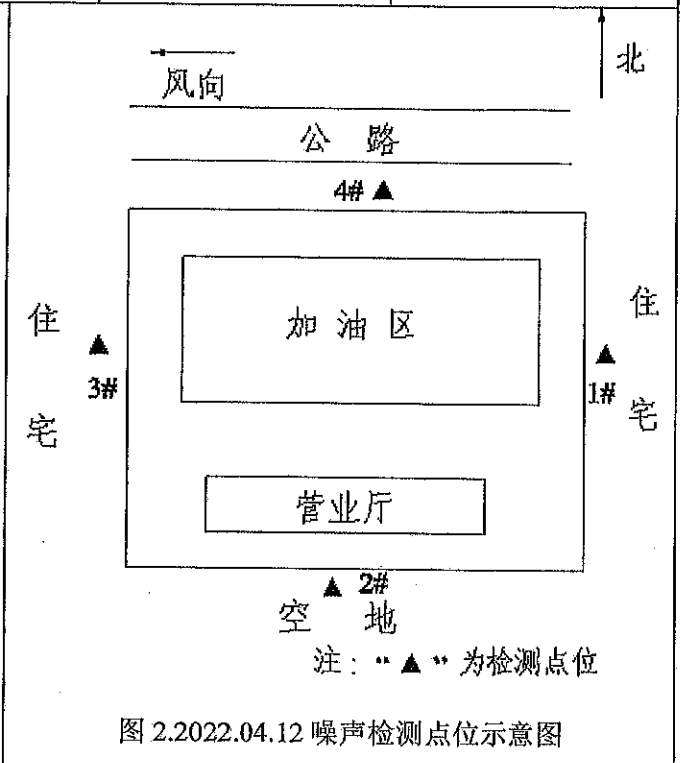 北
风向
公 路
4# ▲
住
宅
▲
3#
加 油 区
住
宅
▲
1#
营业厅
▲ 2#
空 地
注：“▲”为检测点位
图 2.2022.04.12 噪声检测点位示意图